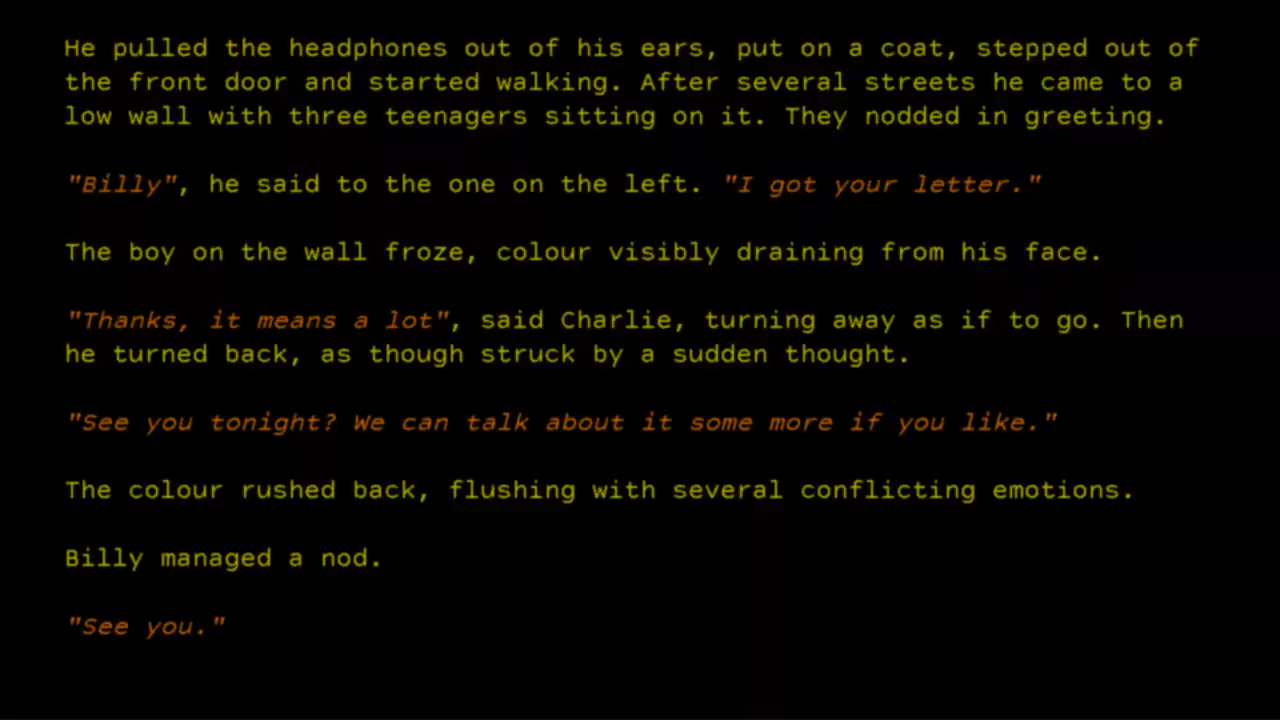 He pulled the headphones out of his ears, put on a coat, stepped out of
the front door and started walking. After several streets he came to a
low wall with three teenagers sitting on it. They nodded in greeting.
"Billy", he said to the one on the left. "I got your letter."
The boy on the wall froze, colour visibly draining from his face.
"Thanks, it means a lot", said Charlie, turning away as if to go. Then
he turned back, as though struck by a sudden thought.
"See you tonight? We can talk about it some more if you like."
The colour rushed back, flushing with several conflicting emotions.
Billy managed a nod.
"See you."